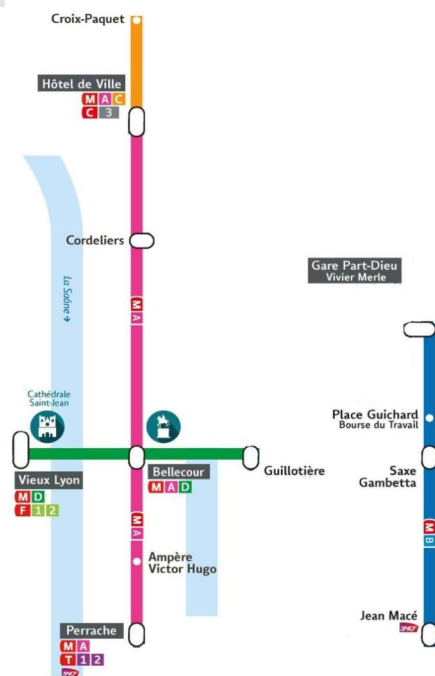 Croix-Paquet
Hôtel de Ville
M A C
C 3
Cordeliers
La Saône →
M A
Gare Part-Dieu
Vivier Merle
Cathédrale
Saint-Jean
Place Guichard
Bourse du Travail
Vieux Lyon
M D
F 1 2
Bellecour
M A D
Guillotière
Saxe
Gambetta
M A
M B
Ampère
Victor Hugo
Jean Macé
SNCF
Perrache
M A
T 1 2
SNCF